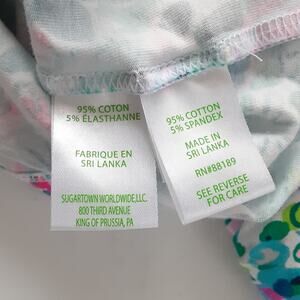 95% COTON
5% ÉLASTHANNE
FABRIQUE EN
SRI LANKA
SUGARTOWN WORLDWIDE,LLC.
800 THIRD AVENUE
KING OF PRUSSIA, PA
95% COTTON
5% SPANDEX
MADE IN
SRI LANKA
RN#88189
SEE REVERSE
FOR CARE